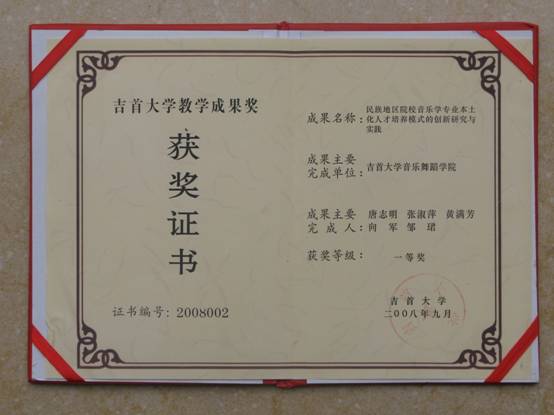 吉首大学教学成果奖
获奖证书
证书编号：2008002
成果名称：民族地区院校音乐学专业本土
化人才培养模式的创新研究与
实践
成果主要
完成单位：吉首大学音乐舞蹈学院
成果主要 唐志明 张淑萍 黄满芳
完成人：向军 邹珺
获奖等级：一等奖
吉首大学
二00八年九月